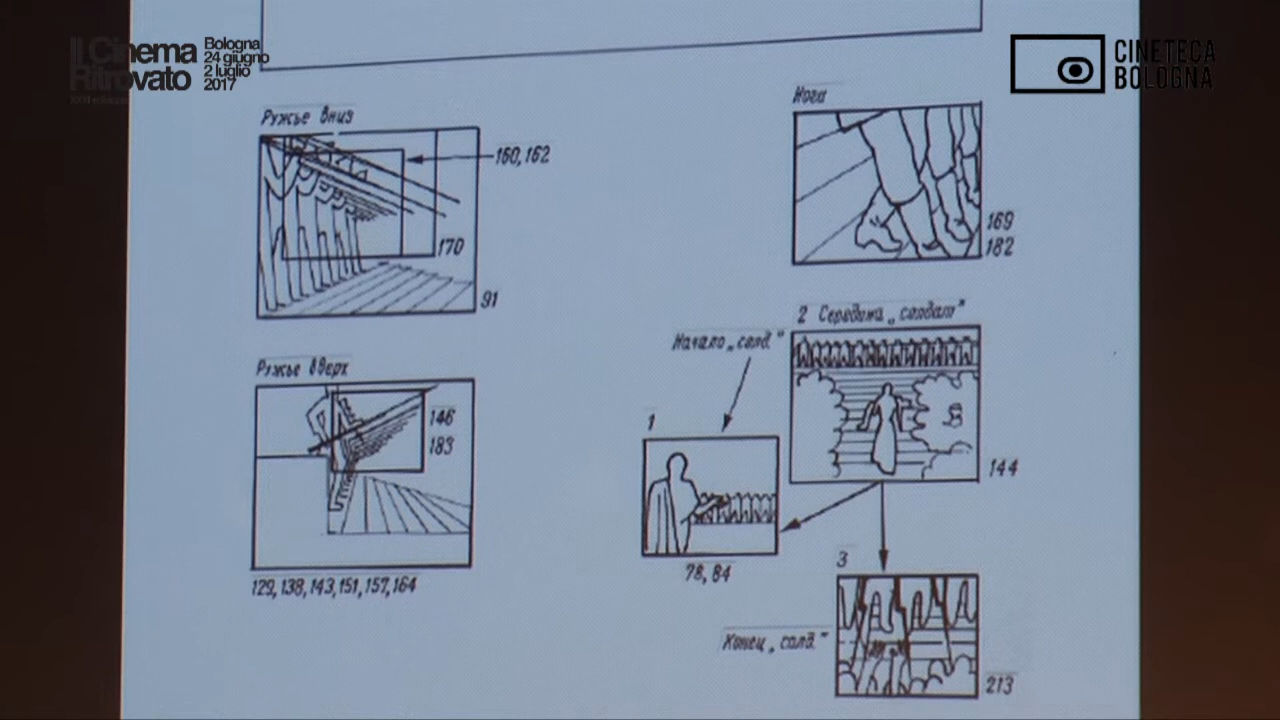 Il Cinema
Ritrovato
Bologna
24 giugno
2 luglio
2017
CINETECA
BOLOGNA
Ружье вниз
160, 162
170
91
Нога
169
182
Ружье вверх
146
183
129, 138, 143, 151, 157, 164
Начало „солд.“
2 Середина „солдат“
144
1
78, 84
3
Конец „солд.“
213